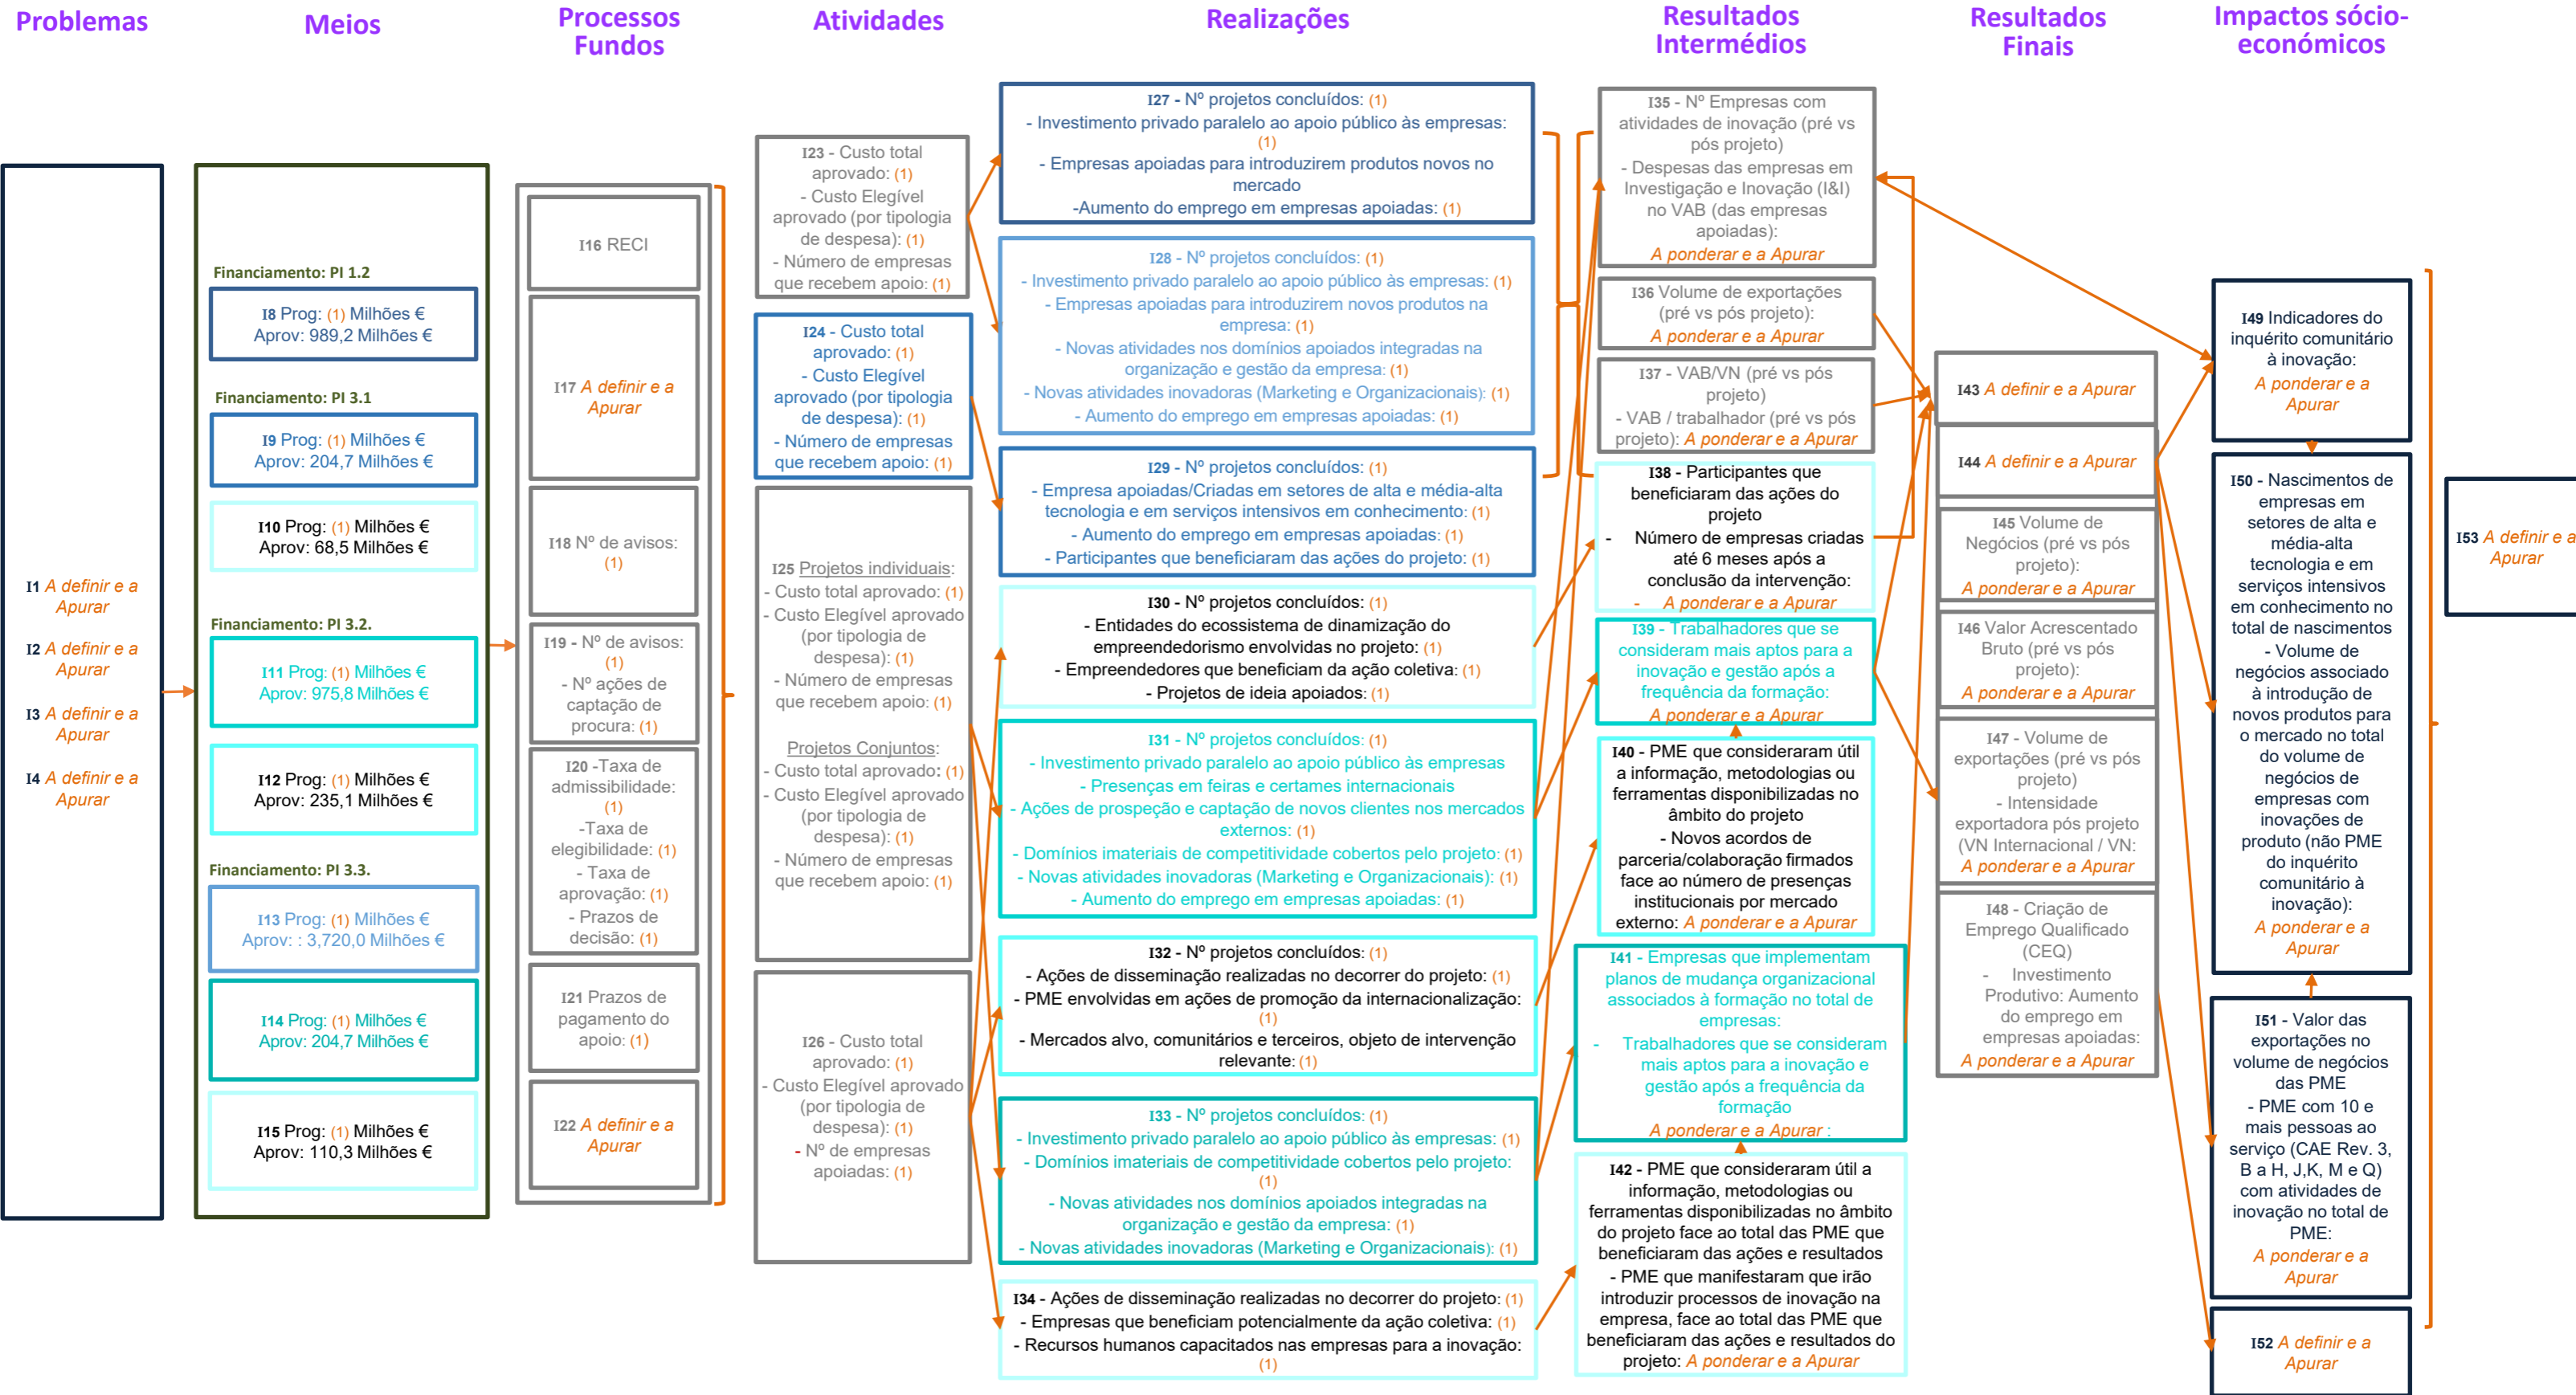 Problemas
Meios
Processos
Fundos
Atividades
Realizações
Resultados
Intermédios
Resultados
Finais
Impactos sócio-
económicos
I1 A definir e a
Apurar
I2 A definir e a
Apurar
I3 A definir e a
Apurar
I4 A definir e a
Apurar
Financiamento: PI 1.2
I8 Prog: (1) Milhões €
Aprov: 989,2 Milhões €
Financiamento: PI 3.1
I9 Prog: (1) Milhões €
Aprov: 204,7 Milhões €
I10 Prog: (1) Milhões €
Aprov: 68,5 Milhões €
Financiamento: PI 3.2.
I11 Prog: (1) Milhões €
Aprov: 975,8 Milhões €
I12 Prog: (1) Milhões €
Aprov: 235,1 Milhões €
Financiamento: PI 3.3.
I13 Prog: (1) Milhões €
Aprov: : 3,720,0 Milhões €
I14 Prog: (1) Milhões €
Aprov: 204,7 Milhões €
I15 Prog: (1) Milhões €
Aprov: 110,3 Milhões €
I16 RECI
I17 A definir e a
Apurar
I18 Nº de avisos:
(1)
I19 - Nº de avisos:
(1)
- Nº ações de
captação de
procura: (1)
I20 -Taxa de
admissibilidade:
(1)
-Taxa de
elegibilidade: (1)
- Taxa de
aprovação: (1)
- Prazos de
decisão: (1)
I21 Prazos de
pagamento do
apoio: (1)
I22 A definir e a
Apurar
I23 - Custo total
aprovado: (1)
- Custo Elegível
aprovado (por tipologia
de despesa): (1)
- Número de empresas
que recebem apoio: (1)
I24 - Custo total
aprovado: (1)
- Custo Elegível
aprovado (por tipologia
de despesa): (1)
- Número de empresas
que recebem apoio: (1)
I25 Projetos individuais:
- Custo total aprovado: (1)
- Custo Elegível aprovado
(por tipologia de
despesa): (1)
- Número de empresas
que recebem apoio: (1)
Projetos Conjuntos:
- Custo total aprovado: (1)
- Custo Elegível aprovado
(por tipologia de
despesa): (1)
- Número de empresas
que recebem apoio: (1)
I26 - Custo total
aprovado: (1)
- Custo Elegível aprovado
(por tipologia de
despesa): (1)
- Nº de empresas
apoiadas: (1)
I27 - Nº projetos concluídos: (1)
- Investimento privado paralelo ao apoio público às empresas:
(1)
- Empresas apoiadas para introduzirem produtos novos no
mercado
-Aumento do emprego em empresas apoiadas: (1)
I28 - Nº projetos concluídos: (1)
- Investimento privado paralelo ao apoio público às empresas: (1)
- Empresas apoiadas para introduzirem novos produtos na
empresa: (1)
- Novas atividades nos domínios apoiados integradas na
organização e gestão da empresa: (1)
- Novas atividades inovadoras (Marketing e Organizacionais): (1)
- Aumento do emprego em empresas apoiadas: (1)
I29 - Nº projetos concluídos: (1)
- Empresa apoiadas/Criadas em setores de alta e média-alta
tecnologia e em serviços intensivos em conhecimento: (1)
- Aumento do emprego em empresas apoiadas: (1)
- Participantes que beneficiaram das ações do projeto: (1)
I30 - Nº projetos concluídos: (1)
- Entidades do ecossistema de dinamização do
empreendedorismo envolvidas no projeto: (1)
- Empreendedores que beneficiam da ação coletiva: (1)
- Projetos de ideia apoiados: (1)
I31 - Nº projetos concluídos: (1)
- Investimento privado paralelo ao apoio público às empresas
- Presenças em feiras e certames internacionais
- Ações de prospeção e captação de novos clientes nos mercados
externos: (1)
- Domínios imateriais de competitividade cobertos pelo projeto: (1)
- Novas atividades inovadoras (Marketing e Organizacionais): (1)
- Aumento do emprego em empresas apoiadas: (1)
I32 - Nº projetos concluídos: (1)
- Ações de disseminação realizadas no decorrer do projeto: (1)
- PME envolvidas em ações de promoção da internacionalização:
(1)
- Mercados alvo, comunitários e terceiros, objeto de intervenção
relevante: (1)
I33 - Nº projetos concluídos: (1)
- Investimento privado paralelo ao apoio público às empresas: (1)
- Domínios imateriais de competitividade cobertos pelo projeto:
(1)
- Novas atividades nos domínios apoiados integradas na
organização e gestão da empresa: (1)
- Novas atividades inovadoras (Marketing e Organizacionais): (1)
I34 - Ações de disseminação realizadas no decorrer do projeto: (1)
- Empresas que beneficiam potencialmente da ação coletiva: (1)
- Recursos humanos capacitados nas empresas para a inovação:
(1)
I35 - Nº Empresas com
atividades de inovação (pré vs
pós projeto)
- Despesas das empresas em
Investigação e Inovação (I&I)
no VAB (das empresas
apoiadas):
A ponderar e a Apurar
I36 Volume de exportações
(pré vs pós projeto):
A ponderar e a Apurar
I37 - VAB/VN (pré vs pós
projeto)
- VAB / trabalhador (pré vs pós
projeto): A ponderar e a Apurar
I38 - Participantes que
beneficiaram das ações do
projeto
- Número de empresas criadas
até 6 meses após a
conclusão da intervenção:
- A ponderar e a Apurar
I39 - Trabalhadores que se
consideram mais aptos para a
inovação e gestão após a
frequência da formação:
A ponderar e a Apurar
I40 - PME que consideraram útil
a informação, metodologias ou
ferramentas disponibilizadas no
âmbito do projeto
- Novos acordos de
parceria/colaboração firmados
face ao número de presenças
institucionais por mercado
externo: A ponderar e a Apurar
I41 - Empresas que implementam
planos de mudança organizacional
associados à formação no total de
empresas:
- Trabalhadores que se consideram
mais aptos para a inovação e
gestão após a frequência da
formação
A ponderar e a Apurar :
I42 - PME que consideraram útil a
informação, metodologias ou
ferramentas disponibilizadas no âmbito
do projeto face ao total das PME que
beneficiaram das ações e resultados
- PME que manifestaram que irão
introduzir processos de inovação na
empresa, face ao total das PME que
beneficiaram das ações e resultados do
projeto: A ponderar e a Apurar
I43 A definir e a Apurar
I44 A definir e a Apurar
I45 Volume de
Negócios (pré vs pós
projeto):
A ponderar e a Apurar
I46 Valor Acrescentado
Bruto (pré vs pós
projeto):
A ponderar e a Apurar
I47 - Volume de
exportações (pré vs pós
projeto)
- Intensidade
exportadora pós projeto
(VN Internacional / VN:
A ponderar e a Apurar
I48 - Criação de
Emprego Qualificado
(CEQ)
- Investimento
Produtivo: Aumento
do emprego em
empresas apoiadas:
A ponderar e a Apurar
I49 Indicadores do
inquérito comunitário
à inovação:
A ponderar e a
Apurar
I50 - Nascimentos de
empresas em
setores de alta e
média-alta
tecnologia e em
serviços intensivos
em conhecimento no
total de nascimentos
- Volume de
negócios associado
à introdução de
novos produtos para
o mercado no total
do volume de
negócios de
empresas com
inovações de
produto (não PME
do inquérito
comunitário à
inovação):
A ponderar e a
Apurar
I51 - Valor das
exportações no
volume de negócios
das PME
- PME com 10 e
mais pessoas ao
serviço (CAE Rev. 3,
B a H, J,K, M e Q)
com atividades de
inovação no total de
PME:
A ponderar e a
Apurar
I52 A definir e a
Apurar
I53 A definir e a
Apurar